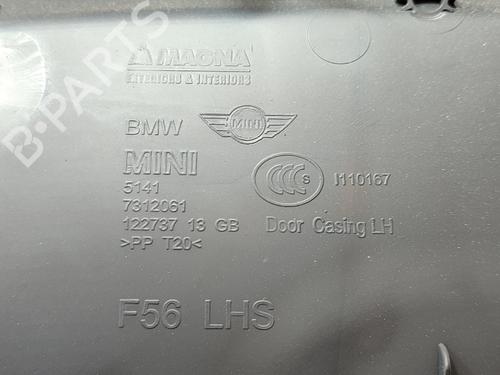 MAGNA
EXTERIORS & INTERIORS
BMW MINI
MINI
5141
CCC S I110167
7312061
122737 13 GB Door Casing LH
>PP T20<
F56 LHS
B-PARTS